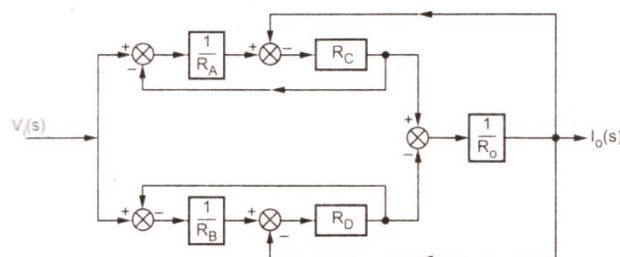 + 1 + − R_C
− R_A
V_i(s) + 1 I_o(s)
− R_o
+ − 1 + R_D
R_B −